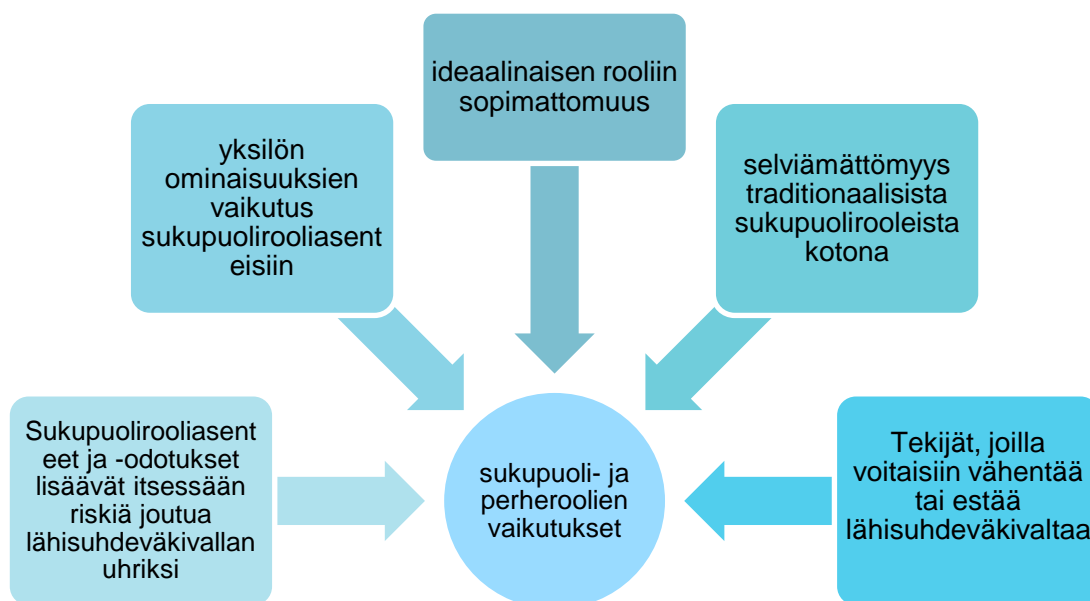 ideaalinaisen rooliin
sopimattomuus
yksilön
ominaisuuksien
vaikutus
sukupuolirooliasent
eisiin
selviämättömyys
traditionaalisista
sukupuolirooleista
kotona
Sukupuolirooliasent
eet ja -odotukset
lisäävät itsessään
riskiä joutua
lähisuhdeväkivallan
uhriksi
sukupuoli- ja
perheroolien
vaikutukset
Tekijät, joilla
voitaisiin vähentää
tai estää
lähisuhdeväkivaltaa